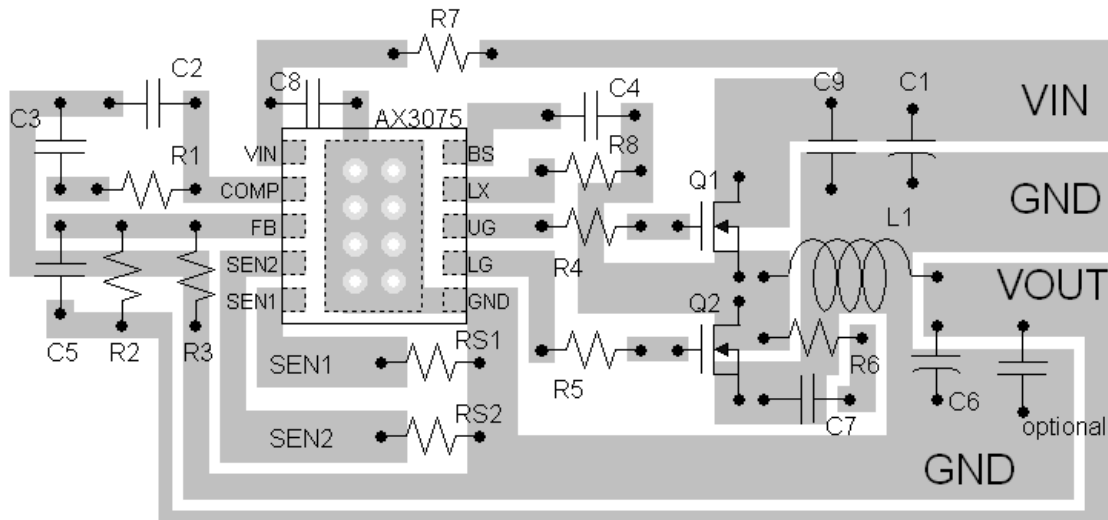 R7
C2
C8
C4
C9
C1
VIN
C3
AX3075
R1
R8
VIN
BS
COMP
LX
Q1
GND
FB
UG
L1
SEN2
LG
R4
VOUT
SEN1
GND
Q2
C5
R2
R3
RS1
SEN1
R5
R6
C6
RS2
C7
optional
SEN2
GND